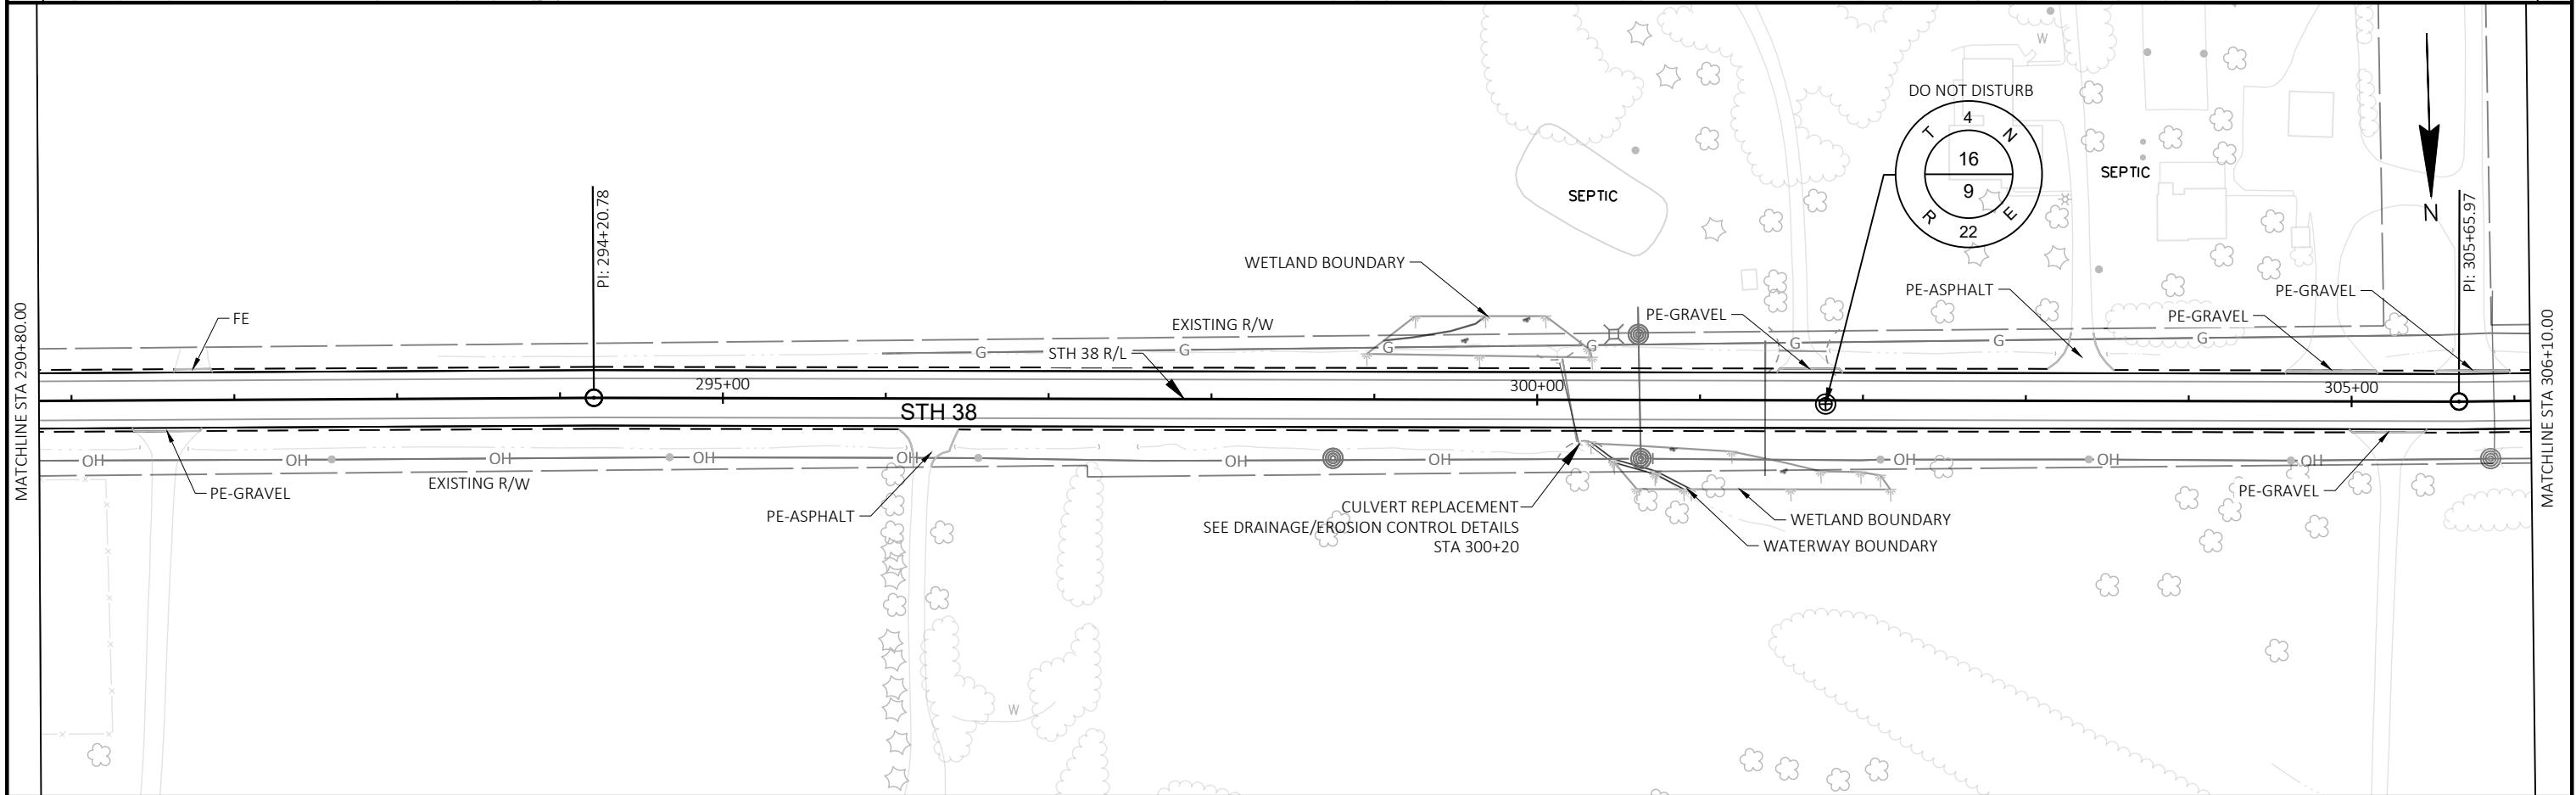 DO NOT DISTURB
T 4 N
16
9
R 22 E
SEPTIC
SEPTIC
N
W
PI: 294+20.78
PI: 305+65.97
WETLAND BOUNDARY
PE-ASPHALT
PE-GRAVEL
PE-GRAVEL
PE-GRAVEL
FE
EXISTING R/W
STH 38 R/L
G G G G G G G
MATCHLINE STA 290+80.00
MATCHLINE STA 306+10.00
295+00
300+00
305+00
STH 38
OH OH OH OH OH OH OH OH OH OH
PE-GRAVEL
EXISTING R/W
PE-ASPHALT
CULVERT REPLACEMENT
SEE DRAINAGE/EROSION CONTROL DETAILS
STA 300+20
WETLAND BOUNDARY
WATERWAY BOUNDARY
PE-GRAVEL
W